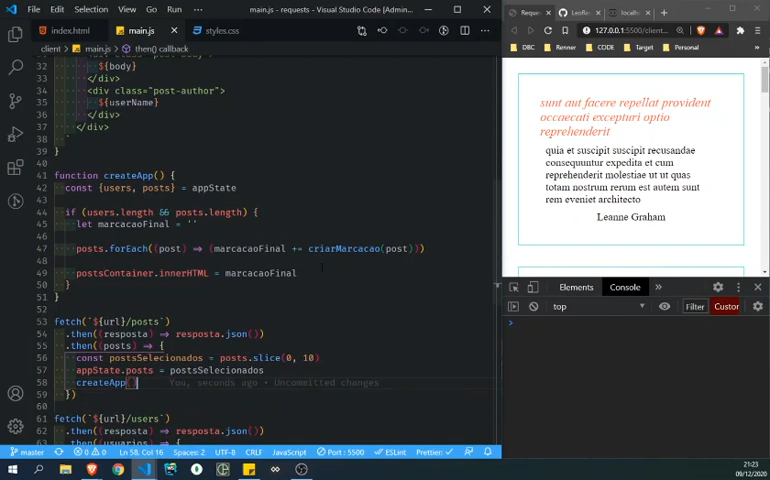 File Edit Selection View Go Run ··· main.js - requests - Visual Studio Code [Admin...
index.html
main.js
styles.css
client > main.js > then() callback
${body}
33 </div>
34 <div class="post-author">
35 ${userName}
36 </div>
37 </div>
38 `
39 }
40
41 function createApp() {
42 const {users, posts} = appState
43
44 if (users.length && posts.length) {
45 let marcacaoFinal = ''
46
47 posts.forEach((post) => (marcacaoFinal += criarMarcacao(post)))
48
49 postsContainer.innerHTML = marcacaoFinal
50 }
51 }
52
53 fetch(`${url}/posts`)
54 .then((resposta) => resposta.json())
55 .then((posts) => {
56 const postsSelecionados = posts.slice(0, 10)
57 appState.posts = postsSelecionados
58 createApp() You, seconds ago • Uncommitted changes
59 })
60
61 fetch(`${url}/users`)
62 .then((resposta) => resposta.json())
63 .then((usuarios) => {
master 0 0 Ln 58, Col 16 Spaces: 2 UTF-8 CRLF JavaScript Port : 5500 ESLint Prettier:
Reque
LeoRe
localh
127.0.0.1:5500/client...
DBC Renner CODE Target Personal
sunt aut facere repellat provident
occaecati excepturi optio
reprehenderit
quia et suscipit suscipit recusandae
consequuntur expedita et cum
reprehenderit molestiae ut ut quas
totam nostrum rerum est autem sunt
rem eveniet architecto
Leanne Graham
Elements Console »
top Filter Custor
21:23
09/12/2020